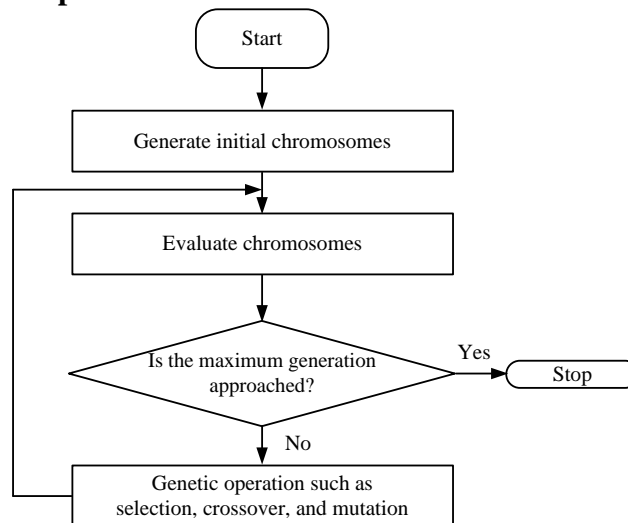 Start
Generate initial chromosomes
Evaluate chromosomes
Is the maximum generation
approached?
Yes
Stop
No
Genetic operation such as
selection, crossover, and mutation